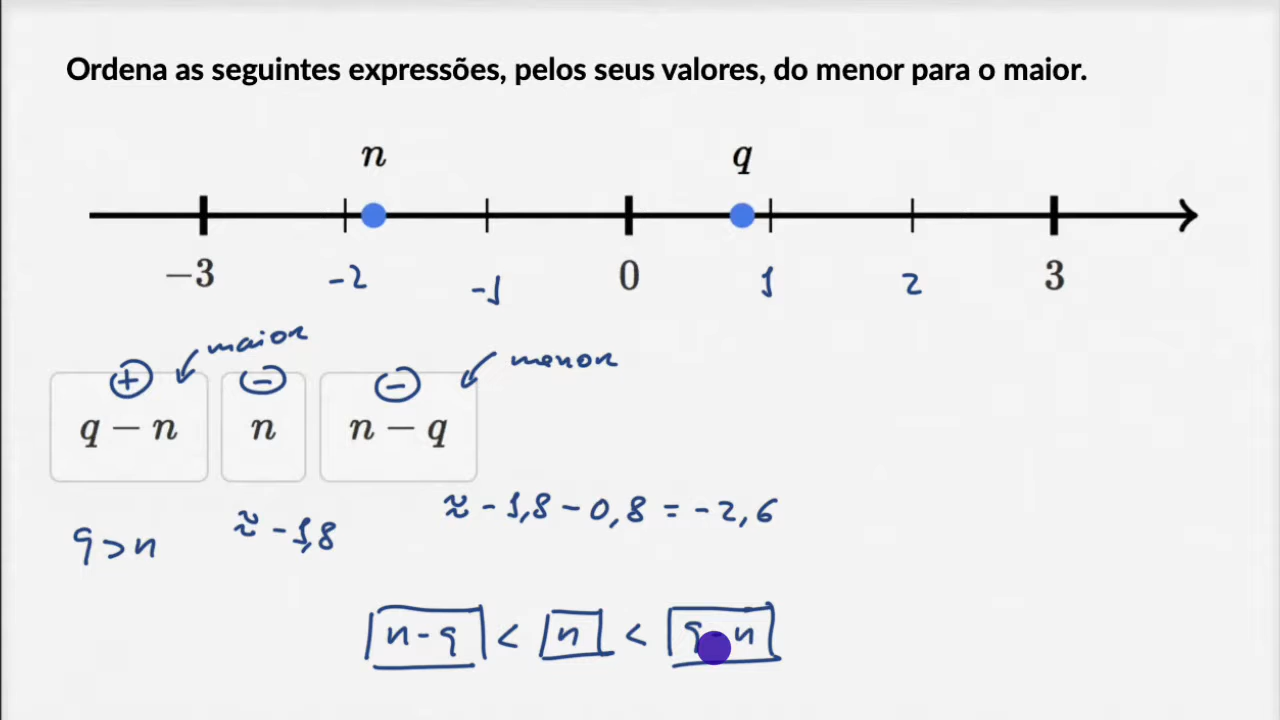 Ordena as seguintes expressões, pelos seus valores, do menor para o maior.
n q
−3 -2 -1 0 1 2 3
maior menor
+ - -
q − n n n − q
q > n ≈ -1,8 ≈ -1,8 - 0,8 = -2,6
n - q < n < q - n